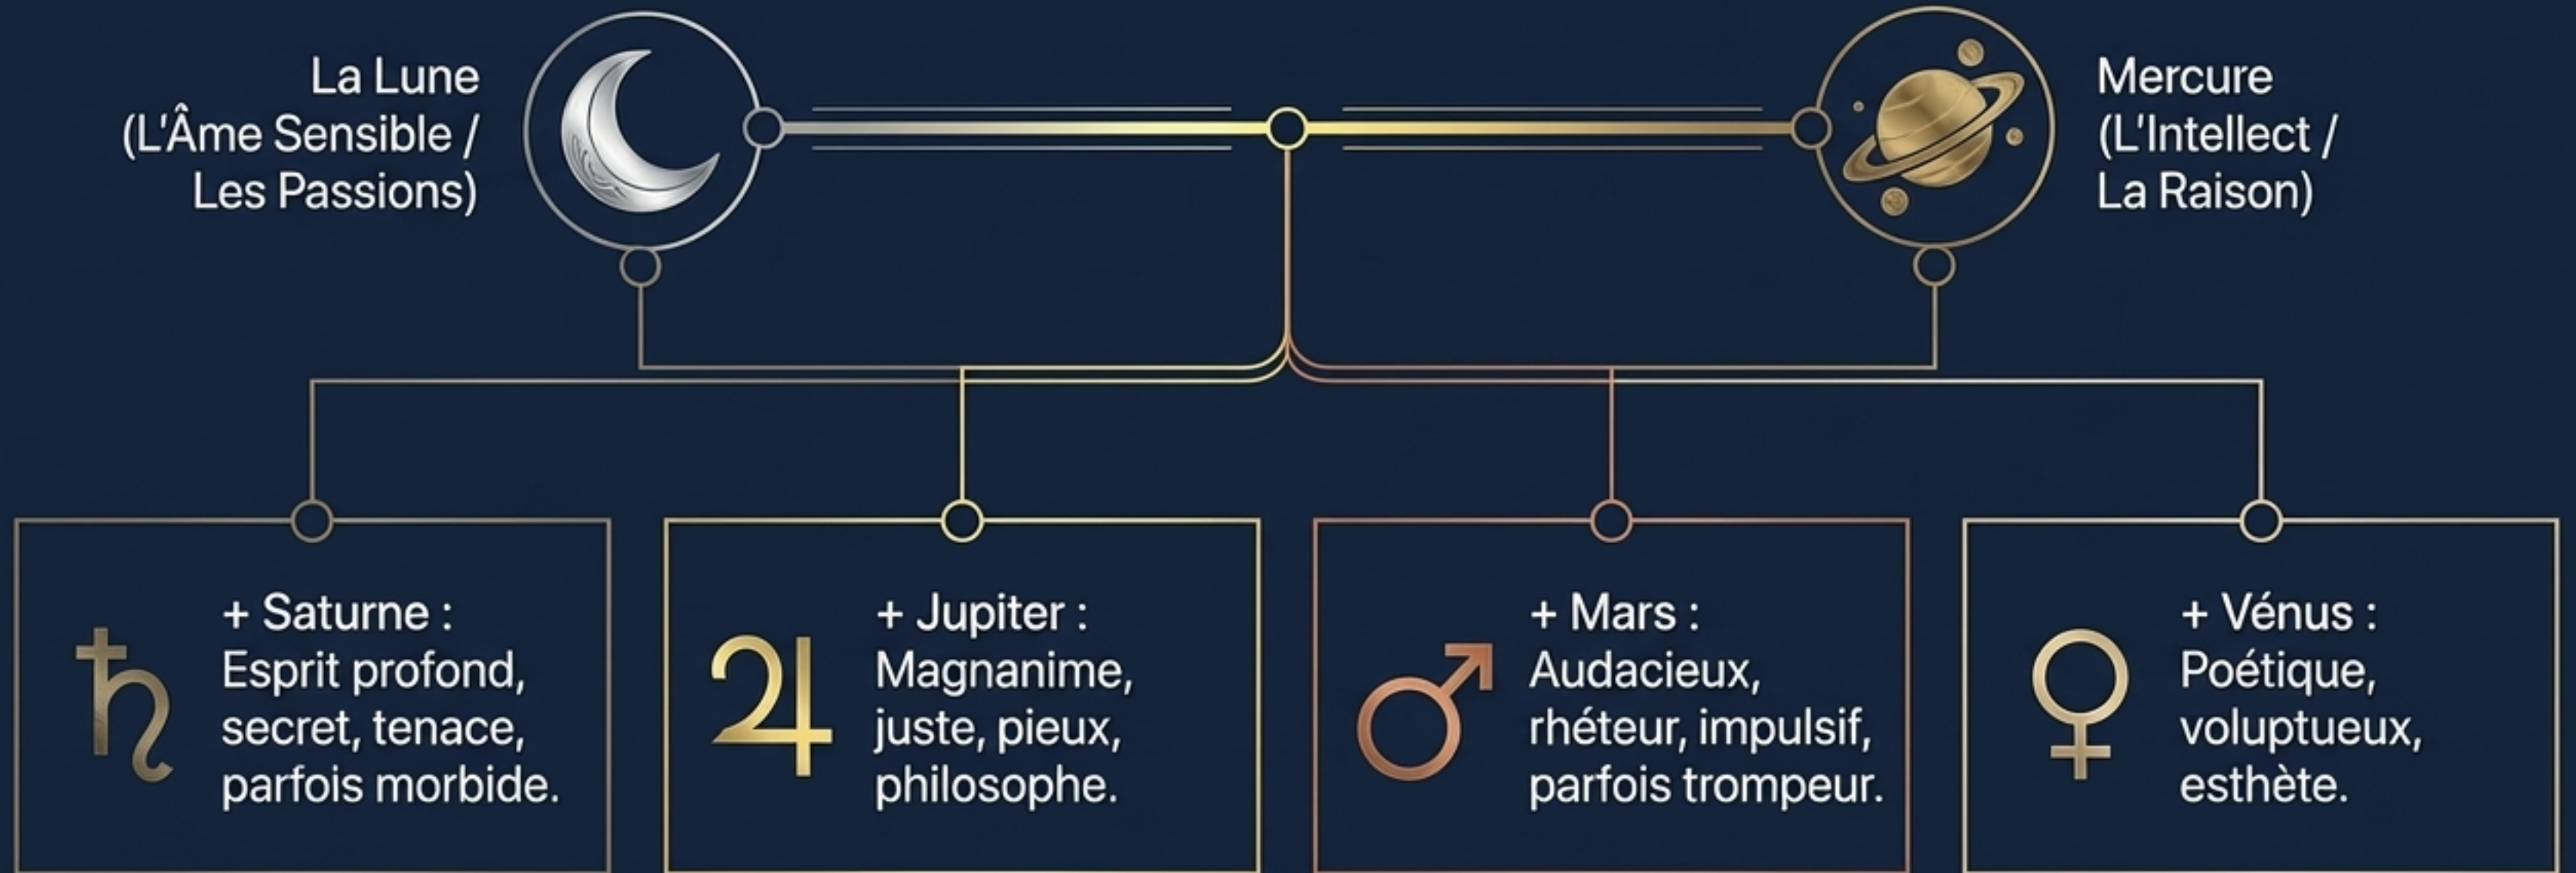 La Lune
(L'Âme Sensible /
Les Passions)
Mercure
(L'Intellect /
La Raison)
+ Saturne :
Esprit profond,
secret, tenace,
parfois morbide.
+ Jupiter :
Magnanime,
juste, pieux,
philosophe.
+ Mars :
Audacieux,
rhéteur, impulsif,
parfois trompeur.
+ Vénus :
Poétique,
voluptueux,
esthète.